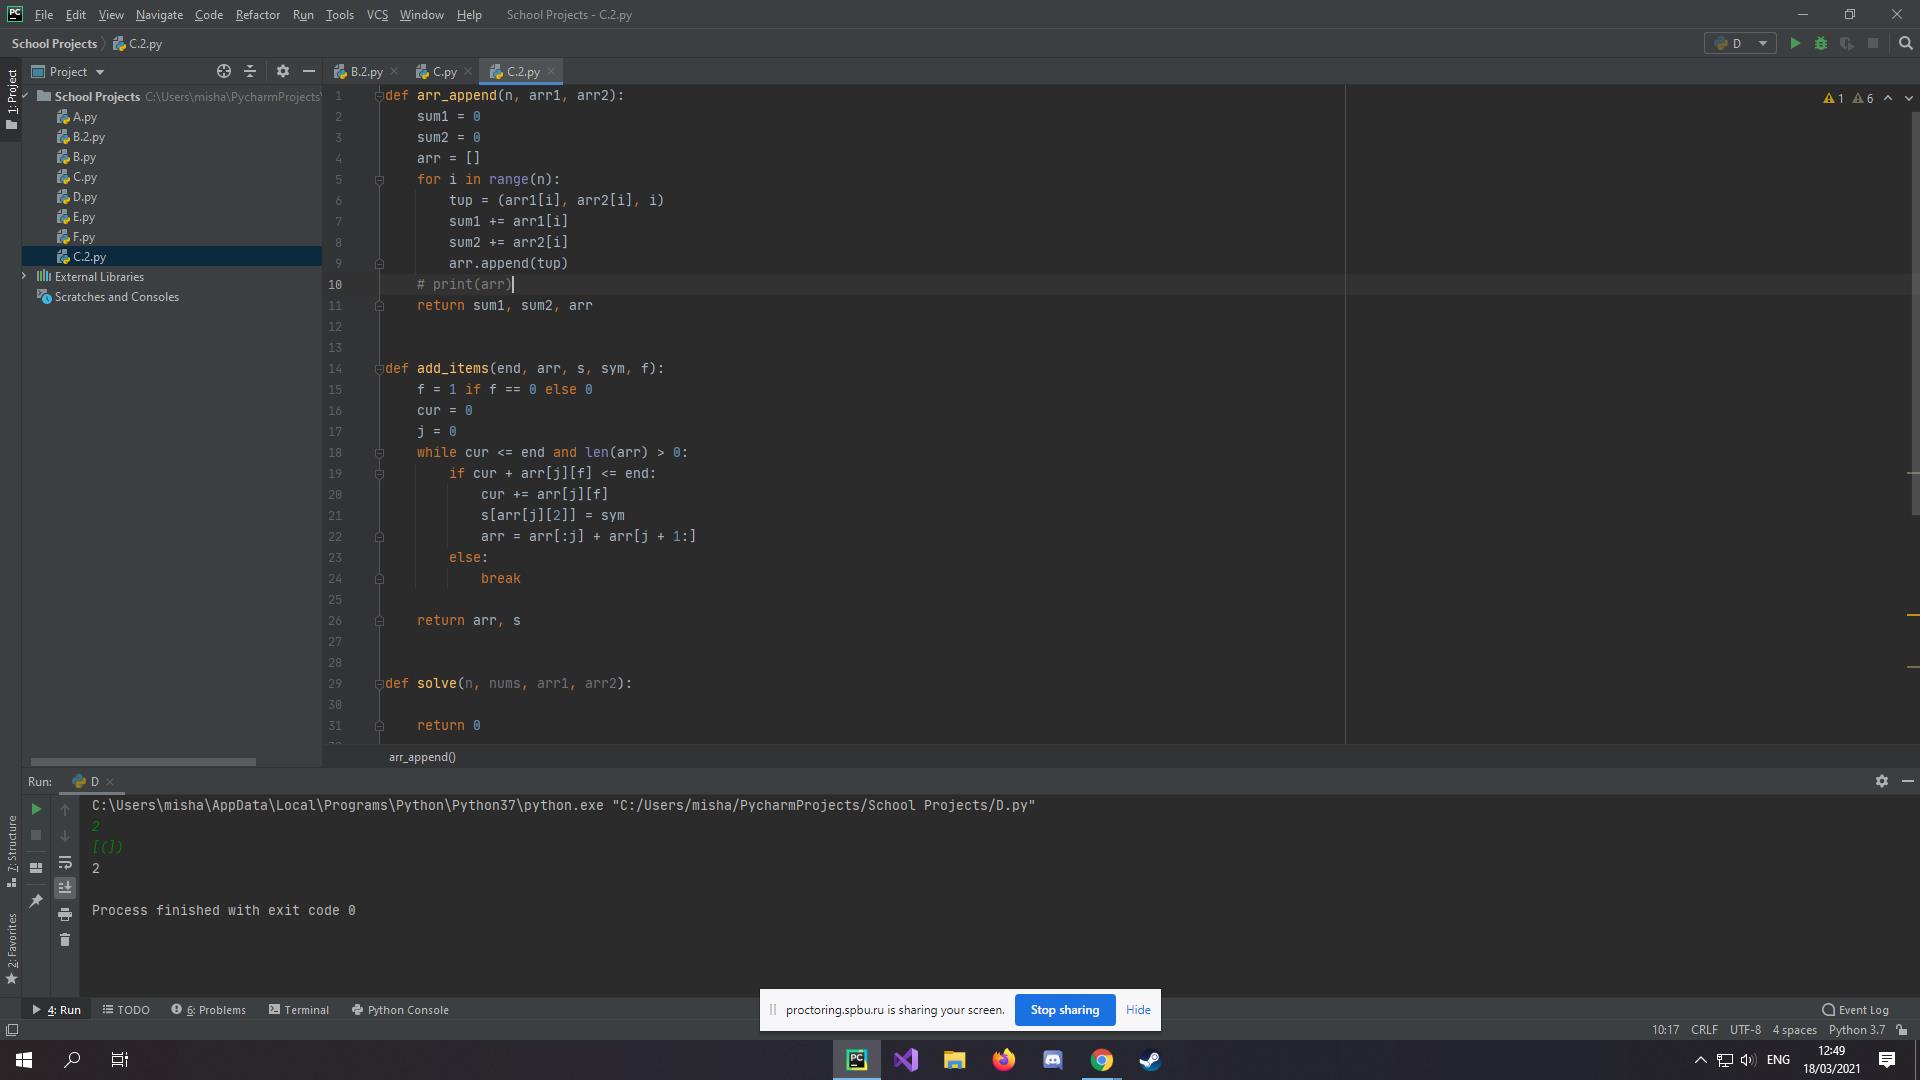 PC File Edit View Navigate Code Refactor Run Tools VCS Window Help School Projects - C.2.py
School Projects C.2.py D
1: Project
Project B.2.py C.py C.2.py
School Projects C:\Users\misha\PycharmProjects\
A.py
B.2.py
B.py
C.py
D.py
E.py
F.py
C.2.py
External Libraries
Scratches and Consoles
1 6
1 def arr_append(n, arr1, arr2):
2 sum1 = 0
3 sum2 = 0
4 arr = []
5 for i in range(n):
6 tup = (arr1[i], arr2[i], i)
7 sum1 += arr1[i]
8 sum2 += arr2[i]
9 arr.append(tup)
10 # print(arr)
11 return sum1, sum2, arr
12
13
14 def add_items(end, arr, s, sym, f):
15 f = 1 if f == 0 else 0
16 cur = 0
17 j = 0
18 while cur <= end and len(arr) > 0:
19 if cur + arr[j][f] <= end:
20 cur += arr[j][f]
21 s[arr[j][2]] = sym
22 arr = arr[:j] + arr[j + 1:]
23 else:
24 break
25
26 return arr, s
27
28
29 def solve(n, nums, arr1, arr2):
30
31 return 0
arr_append()
Run: D
C:\Users\misha\AppData\Local\Programs\Python\Python37\python.exe "C:/Users/misha/PycharmProjects/School Projects/D.py"
2
[(])
2
Process finished with exit code 0
7: Structure
2: Favorites
proctoring.spbu.ru is sharing your screen. Stop sharing Hide
4: Run TODO 6: Problems Terminal Python Console Event Log
10:17 CRLF UTF-8 4 spaces Python 3.7
PC ENG 12:49
18/03/2021